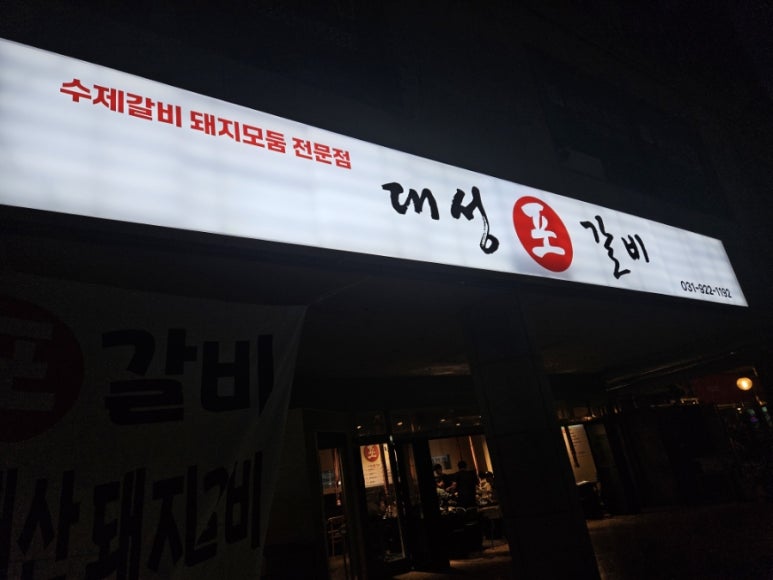 수제갈비 돼지모둠 전문점
대성 포 갈비
031-922-1192
포 갈비
돼지갈비